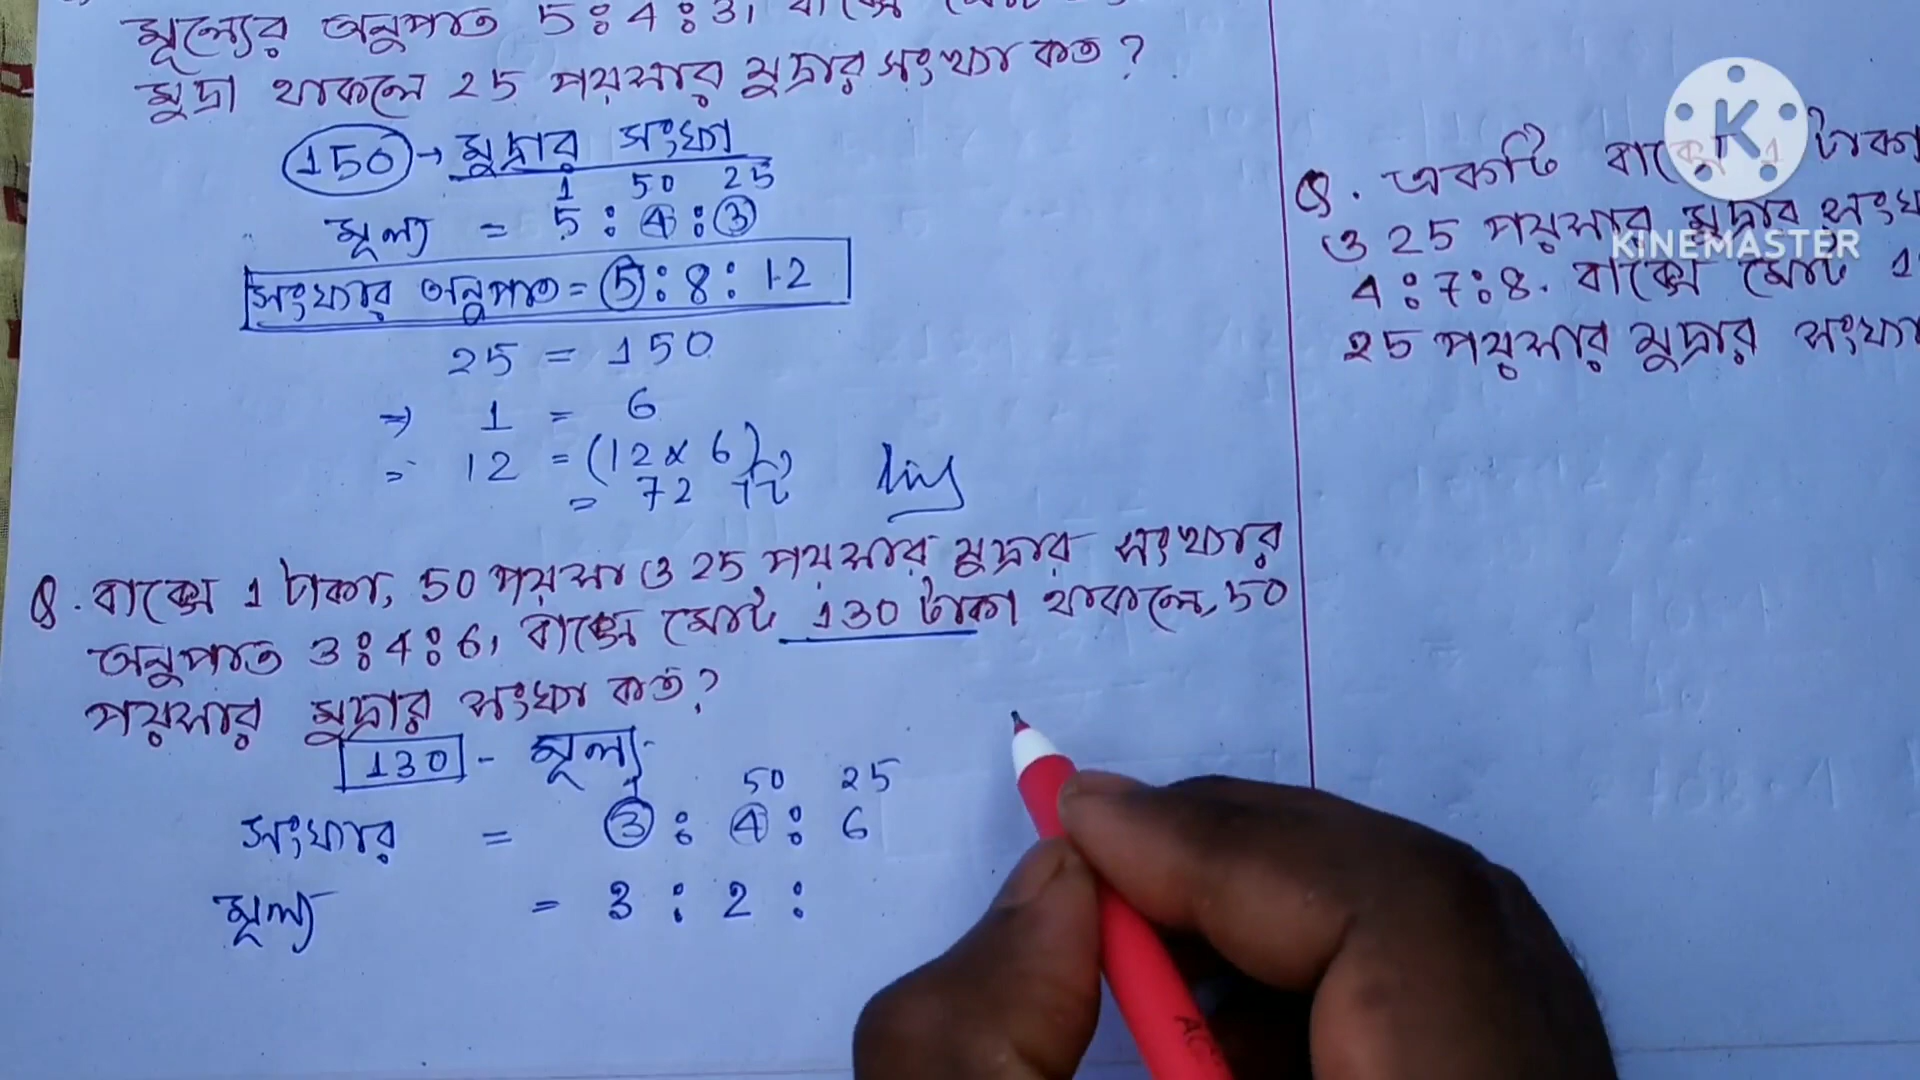 মূল্যের অনুপাত 5:4:3, বাক্সে মোট
মুদ্রা থাকলে 25 পয়সার মুদ্রার সংখ্যা কত?
150 → মুদ্রার সংখ্যা
1 50 25
মূল্য = 5 : 4 : 3
সংখ্যার অনুপাত = 5 : 8 : 12
25 = 150
⇒ 1 = 6
= 12 = (12 × 6) টি
= 72 টি
Q. বাক্সে 1 টাকা, 50 পয়সা ও 25 পয়সার মুদ্রার সংখ্যার
অনুপাত 3:4:6, বাক্সে মোট 130 টাকা থাকলে, 50
পয়সার মুদ্রার সংখ্যা কত?
130 - মূল্য
1 50 25
সংখ্যার = 3 : 4 : 6
মূল্য = 3 : 2 :
Q. একটি বাক্সে 1 টাকা
ও 25 পয়সার মুদ্রার
4:7:8. বাক্সে মোট 1
25 পয়সার মুদ্রার সংখ্যা
K
KINEMASTER